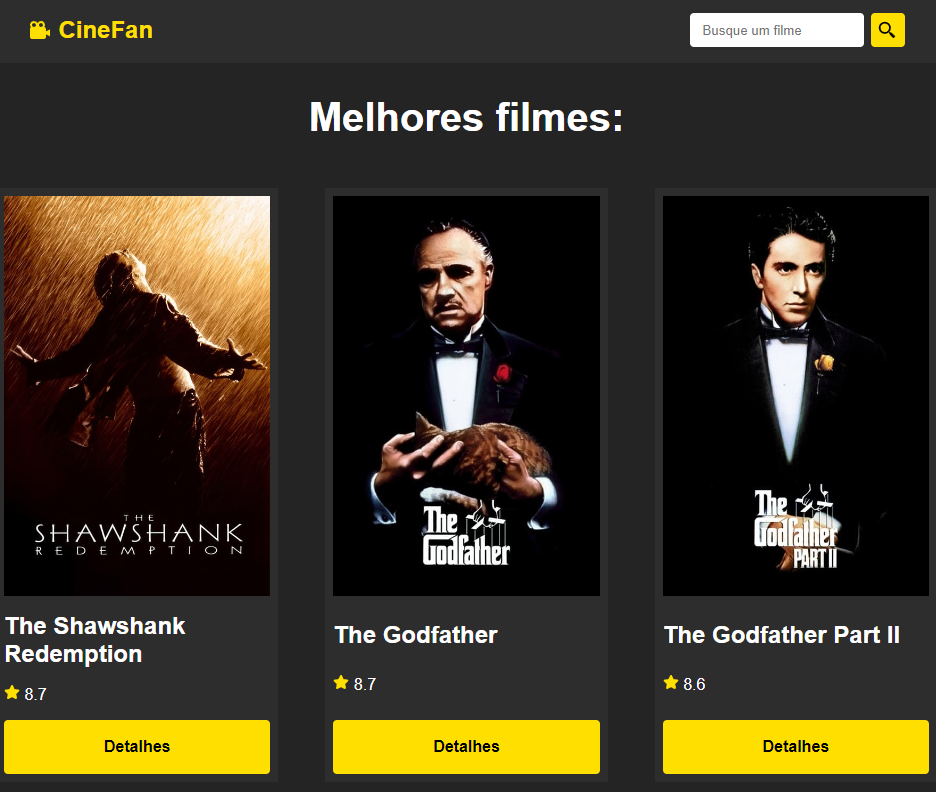 CineFan
Busque um filme
Melhores filmes:
THE
SHAWSHANK
REDEMPTION
The
Godfather
The
Godfather
PART II
The Shawshank
Redemption
8.7
Detalhes
The Godfather
8.7
Detalhes
The Godfather Part II
8.6
Detalhes